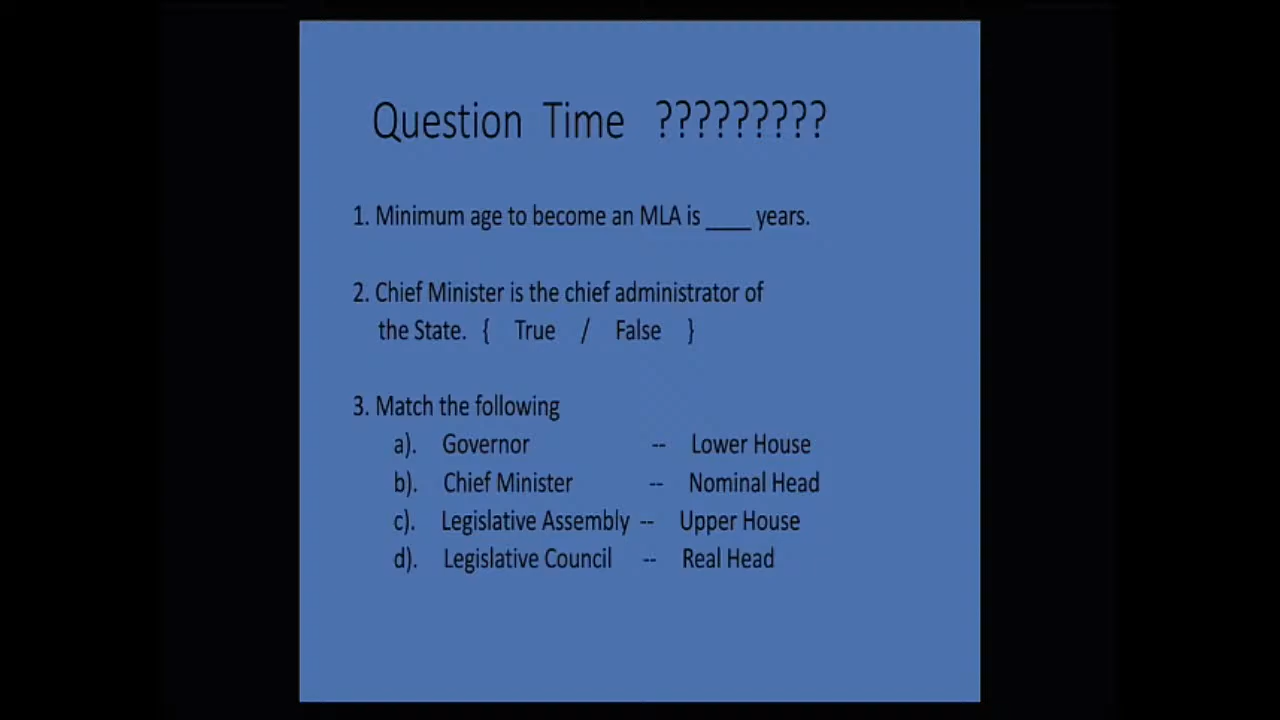 Question Time ?????????
1. Minimum age to become an MLA is ____ years.
2. Chief Minister is the chief administrator of
the State. { True / False }
3. Match the following
a). Governor -- Lower House
b). Chief Minister -- Nominal Head
c). Legislative Assembly -- Upper House
d). Legislative Council -- Real Head